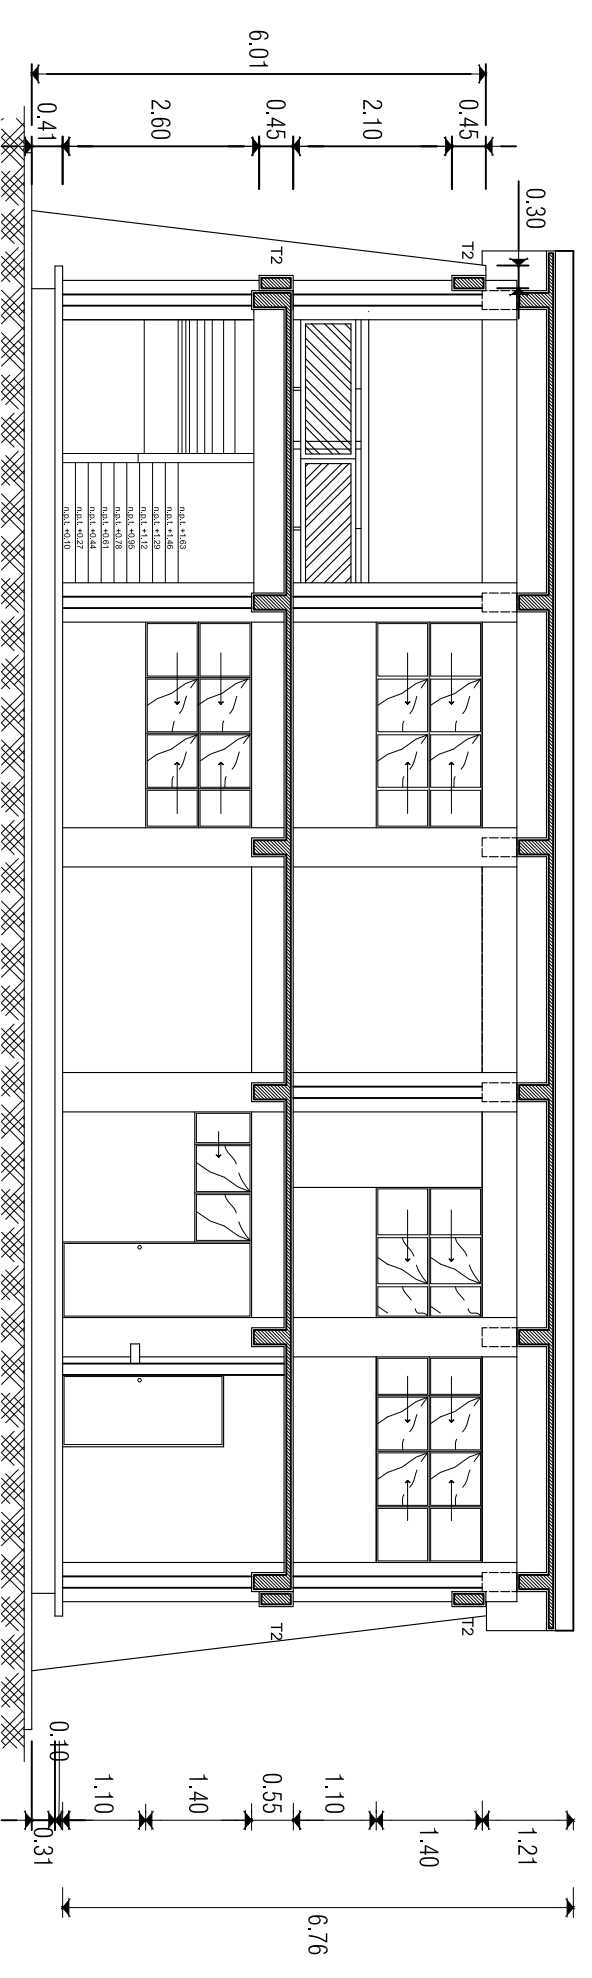 6.01
0.41
2.60
0.45
2.10
0.45
0.30
T2
T2
n.p.t. +1.63
n.p.t. +1.46
n.p.t. +1.29
n.p.t. +1.12
n.p.t. +0.95
n.p.t. +0.78
n.p.t. +0.61
n.p.t. +0.44
n.p.t. +0.27
n.p.t. +0.10
T2
T2
0.10
0.31
1.10
1.40
0.55
1.10
1.40
1.21
6.76